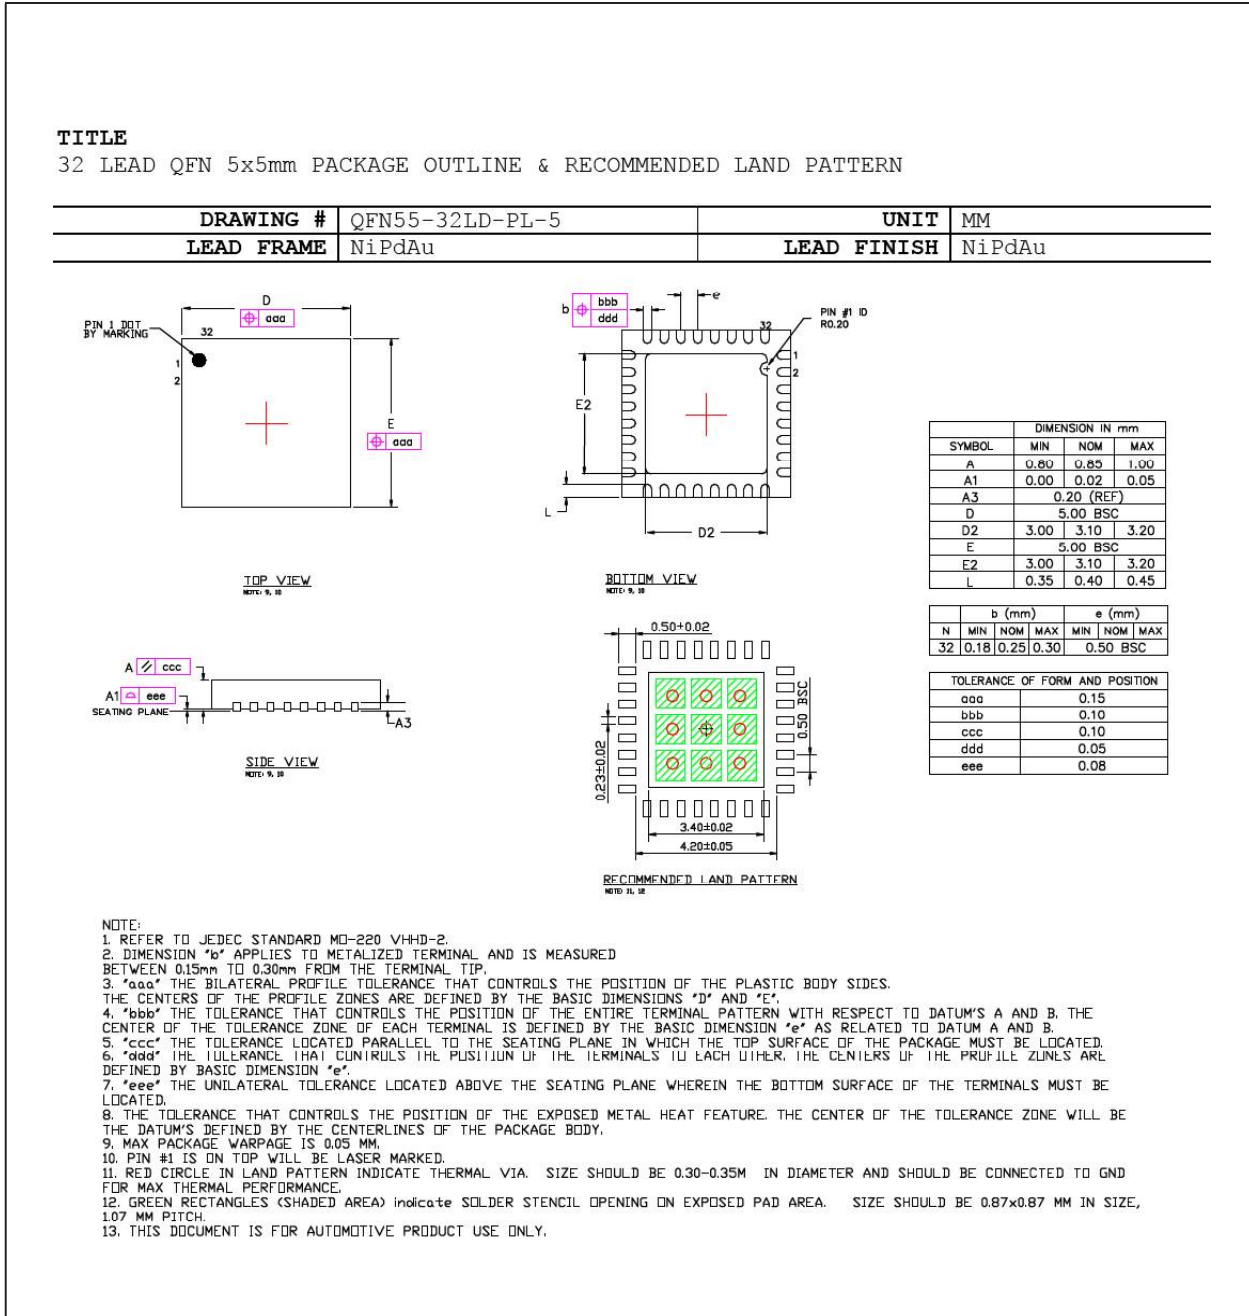 TITLE
32 LEAD QFN 5x5mm PACKAGE OUTLINE & RECOMMENDED LAND PATTERN
DRAWING # QFN55-32LD-PL-5 UNIT MM
LEAD FRAME NiPdAu LEAD FINISH NiPdAu
D
aaa
PIN 1 DOT
BY MARKING
32
1
2
E
aaa
TOP VIEW
NOTE: 9, 10
b
bbb
ddd
e
PIN #1 ID
R0.20
32
1
2
E2
L
D2
BOTTOM VIEW
NOTE: 9, 10
DIMENSION IN mm
SYMBOL MIN NOM MAX
A 0.80 0.85 1.00
A1 0.00 0.02 0.05
A3 0.20 (REF)
D 5.00 BSC
D2 3.00 3.10 3.20
E 5.00 BSC
E2 3.00 3.10 3.20
L 0.35 0.40 0.45
b (mm) e (mm)
N MIN NOM MAX MIN NOM MAX
32 0.18 0.25 0.30 0.50 BSC
TOLERANCE OF FORM AND POSITION
aaa 0.15
bbb 0.10
ccc 0.10
ddd 0.05
eee 0.08
A ccc
A1 eee
SEATING PLANE
A3
SIDE VIEW
NOTE: 9, 10
0.50±0.02
0.50 BSC
0.23±0.02
3.40±0.02
4.20±0.05
RECOMMENDED LAND PATTERN
NOTE: 11, 12
NOTE:
1. REFER TO JEDEC STANDARD MO-220 VHHD-2.
2. DIMENSION "b" APPLIES TO METALIZED TERMINAL AND IS MEASURED
BETWEEN 0.15mm TO 0.30mm FROM THE TERMINAL TIP.
3. "aaa" THE BILATERAL PROFILE TOLERANCE THAT CONTROLS THE POSITION OF THE PLASTIC BODY SIDES.
THE CENTERS OF THE PROFILE ZONES ARE DEFINED BY THE BASIC DIMENSIONS "D" AND "E".
4. "bbb" THE TOLERANCE THAT CONTROLS THE POSITION OF THE ENTIRE TERMINAL PATTERN WITH RESPECT TO DATUM'S A AND B. THE
CENTER OF THE TOLERANCE ZONE OF EACH TERMINAL IS DEFINED BY THE BASIC DIMENSION "e" AS RELATED TO DATUM A AND B.
5. "ccc" THE TOLERANCE LOCATED PARALLEL TO THE SEATING PLANE IN WHICH THE TOP SURFACE OF THE PACKAGE MUST BE LOCATED.
6. "ddd" THE TOLERANCE THAT CONTROLS THE POSITION OF THE TERMINALS TO EACH OTHER. THE CENTERS OF THE PROFILE ZONES ARE
DEFINED BY BASIC DIMENSION "e".
7. "eee" THE UNILATERAL TOLERANCE LOCATED ABOVE THE SEATING PLANE WHEREIN THE BOTTOM SURFACE OF THE TERMINALS MUST BE
LOCATED.
8. THE TOLERANCE THAT CONTROLS THE POSITION OF THE EXPOSED METAL HEAT FEATURE. THE CENTER OF THE TOLERANCE ZONE WILL BE
THE DATUM'S DEFINED BY THE CENTERLINES OF THE PACKAGE BODY.
9. MAX PACKAGE WARPAGE IS 0.05 MM.
10. PIN #1 IS ON TOP WILL BE LASER MARKED.
11. RED CIRCLE IN LAND PATTERN INDICATE THERMAL VIA. SIZE SHOULD BE 0.30-0.35M IN DIAMETER AND SHOULD BE CONNECTED TO GND
FOR MAX THERMAL PERFORMANCE.
12. GREEN RECTANGLES (SHADED AREA) indicate SOLDER STENCIL OPENING ON EXPOSED PAD AREA. SIZE SHOULD BE 0.87x0.87 MM IN SIZE,
1.07 MM PITCH.
13. THIS DOCUMENT IS FOR AUTOMOTIVE PRODUCT USE ONLY.